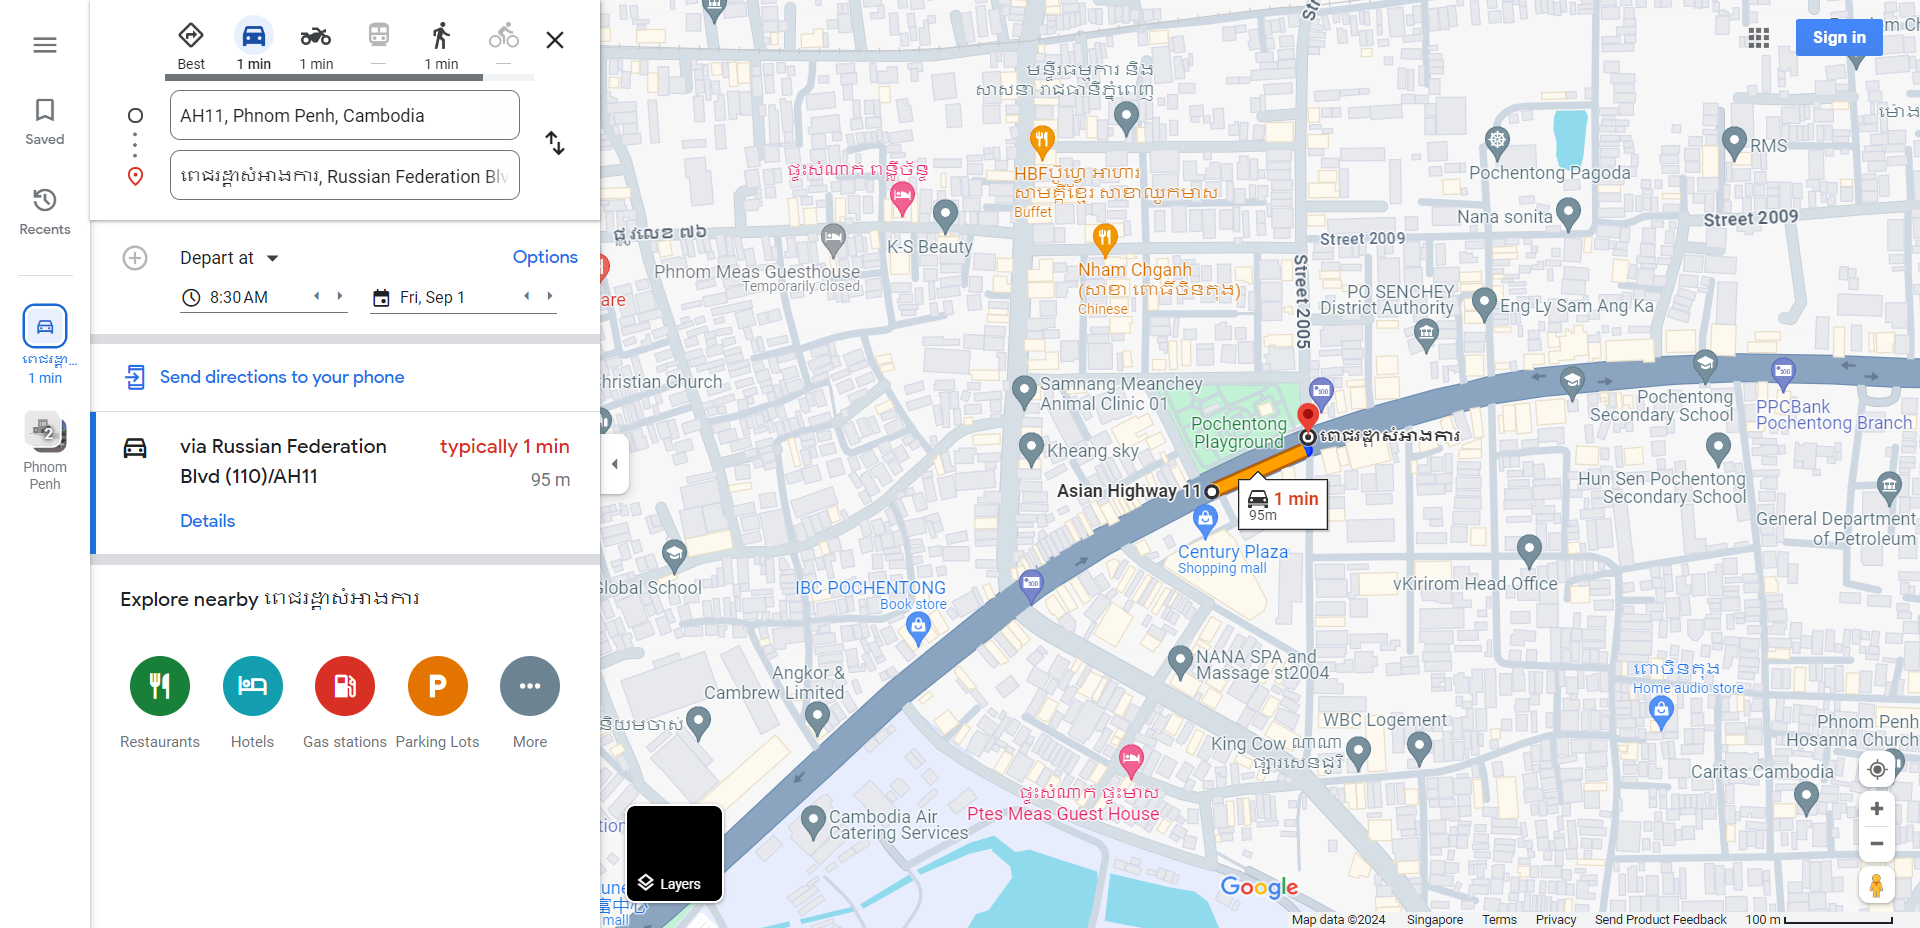 Best
1 min
1 min
—
1 min
—
AH11, Phnom Penh, Cambodia
ពេជរដ្ឋាសំអាងការ, Russian Federation Blv
Saved
Recents
ពេជរដ្ឋា...
1 min
2
Phnom
Penh
Depart at
Options
8:30 AM
Fri, Sep 1
Send directions to your phone
via Russian Federation
Blvd (110)/AH11
typically 1 min
95 m
Details
Explore nearby ពេជរដ្ឋាសំអាងការ
Restaurants
Hotels
Gas stations
P
Parking Lots
More
Sign in
មន្ទីរធម្មការ និង
សាសនា រាជធានីភ្នំពេញ
HBFប៊ូហ្វេ អាហារ
សាមគ្គីខ្មែរ សាខាឈូកមាស
Buffet
ផ្ទះសំណាក់ ពន្លឺច័ន្ទ
K-S Beauty
ផ្លូវលេខ ៧៦
Phnom Meas Guesthouse
Temporarily closed
are
Nham Chganh
(សាខា ពោធិ៍ចិនតុង)
Chinese
RMS
Pochentong Pagoda
Nana sonita
Street 2009
Street 2009
Street 2005
PO SENCHEY
District Authority
Eng Ly Sam Ang Ka
hristian Church
Samnang Meanchey
Animal Clinic 01
Kheang sky
Pochentong
Playground
ពេជរដ្ឋាសំអាងការ
Asian Highway 11
1 min
95m
Pochentong
Secondary School
PPCBank
Pochentong Branch
Hun Sen Pochentong
Secondary School
General Department
of Petroleum
Century Plaza
Shopping mall
vKirirom Head Office
lobal School
IBC POCHENTONG
Book store
Angkor &
Cambrew Limited
និយមចាស់
NANA SPA and
Massage st2004
ពោចិនតុង
Home audio store
WBC Logement
King Cow ណាណា
ផ្សារសេនជូរី
Phnom Penh
Hosanna Church
Caritas Cambodia
ផ្ទះសំណាក់ ផ្ទះមាស
Ptes Meas Guest House
Cambodia Air
Catering Services
Layers
mall
Google
Map data ©2024
Singapore
Terms
Privacy
Send Product Feedback
100 m